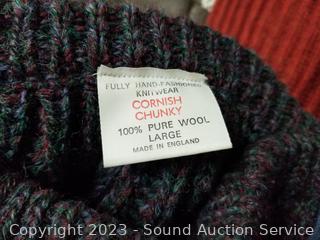 FULLY HAND-FASHIONED
KNITWEAR
CORNISH
CHUNKY
100% PURE WOOL
LARGE
MADE IN ENGLAND
Copyright 2023 - Sound Auction Service